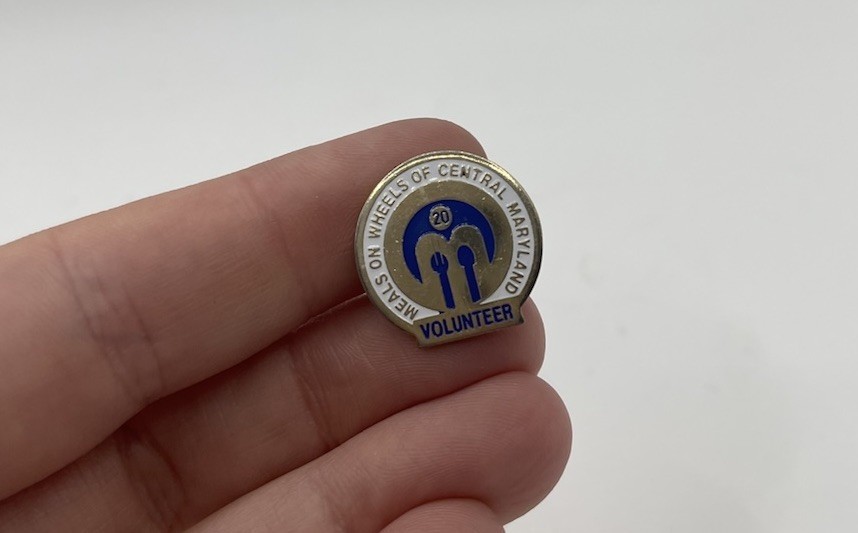 MEALS ON WHEELS OF CENTRAL MARYLAND
20
VOLUNTEER